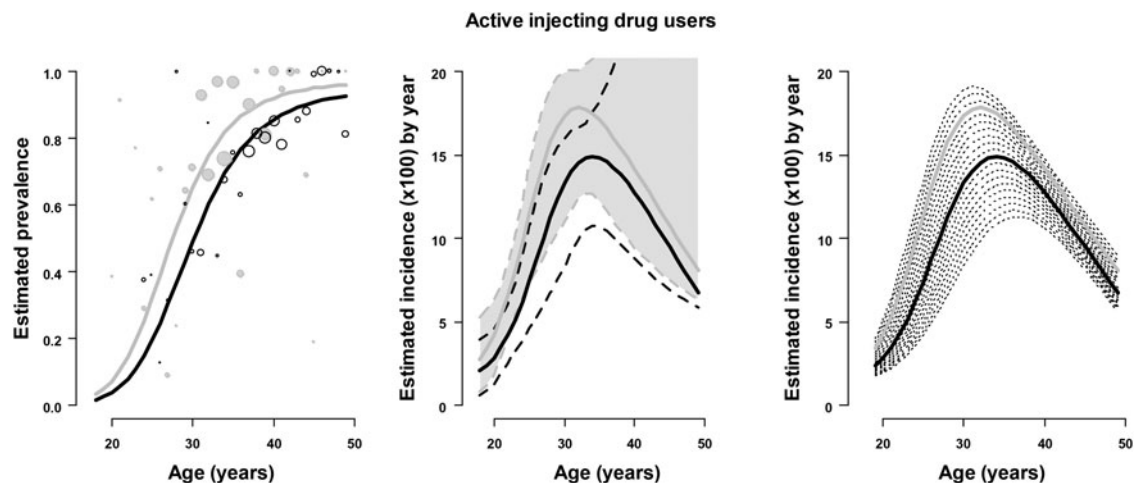 Active injecting drug users
Estimated prevalence
1.0
0.8
0.6
0.4
0.2
0.0
20 30 40 50
Age (years)
Estimated incidence (x100) by year
20
15
10
5
0
20 30 40 50
Age (years)
Estimated incidence (x100) by year
20
15
10
5
0
20 30 40 50
Age (years)